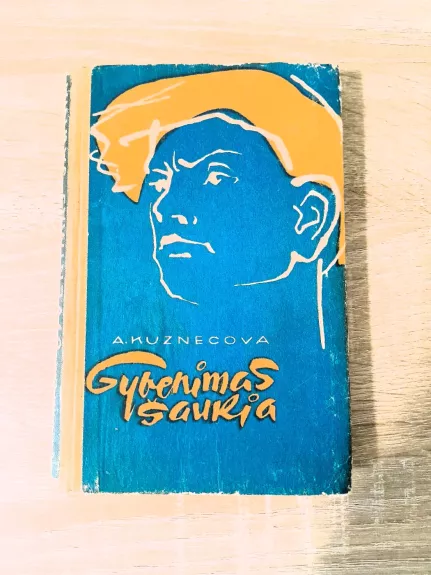 A. KUZNECOVA
Gyvenimas
šaukia